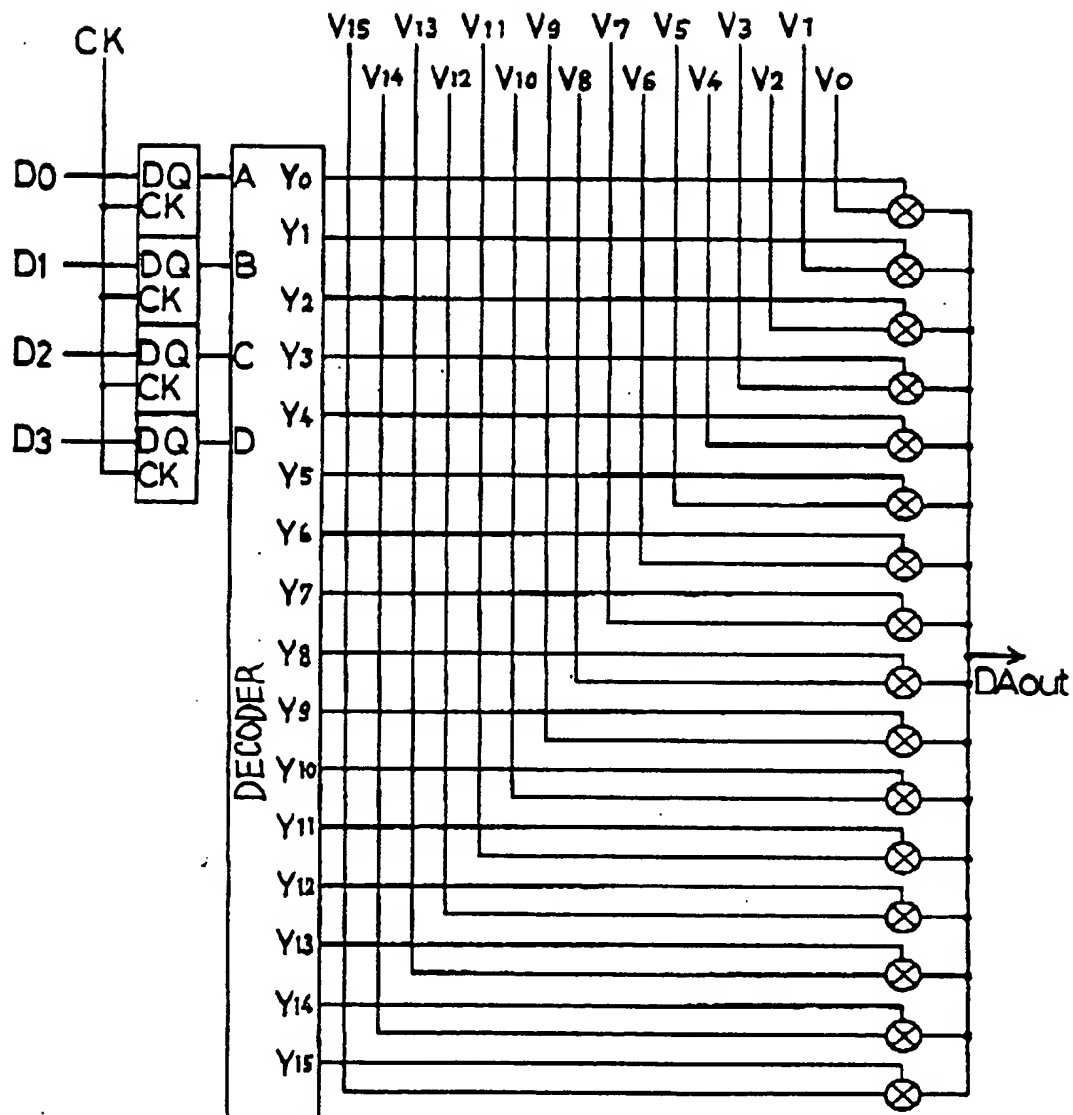 V15 V13 V11 V9 V7 V5 V3 V1
CK
V14 V12 V10 V8 V6 V4 V2 V0
D0 DQ A Y0
CK
Y1
D1 DQ B
CK Y2
D2 DQ C Y3
CK
Y4
D3 DQ D
CK Y5
Y6
Y7
Y8
DAout
DECODER
Y9
Y10
Y11
Y12
Y13
Y14
Y15